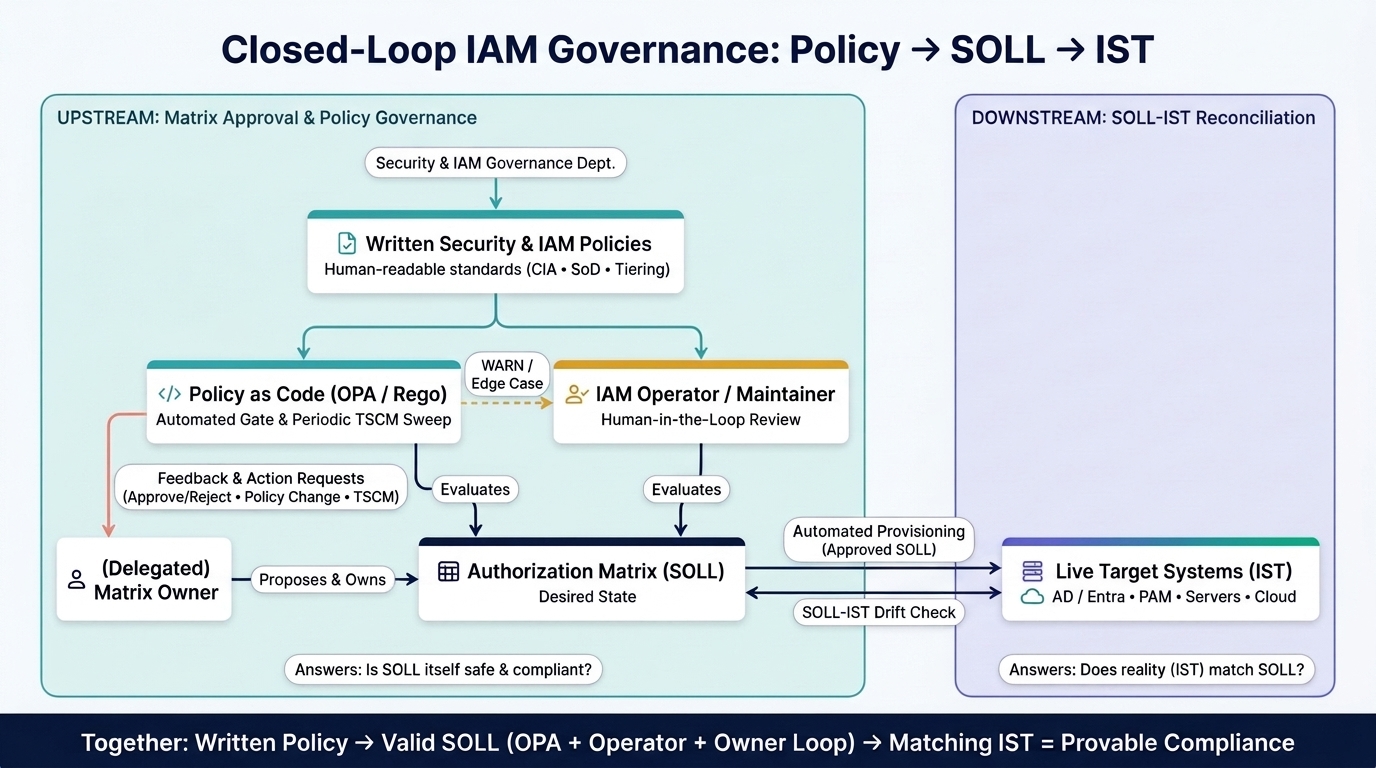 Closed-Loop IAM Governance: Policy → SOLL → IST
UPSTREAM: Matrix Approval & Policy Governance
DOWNSTREAM: SOLL-IST Reconciliation
Security & IAM Governance Dept.
Written Security & IAM Policies
Human-readable standards (CIA • SoD • Tiering)
WARN /
Edge Case
Policy as Code (OPA / Rego)
Automated Gate & Periodic TSCM Sweep
IAM Operator / Maintainer
Human-in-the-Loop Review
Feedback & Action Requests
(Approve/Reject • Policy Change • TSCM)
Evaluates
Evaluates
Automated Provisioning
(Approved SOLL)
(Delegated)
Matrix Owner
Proposes & Owns
Authorization Matrix (SOLL)
Desired State
Live Target Systems (IST)
AD / Entra • PAM • Servers • Cloud
SOLL-IST Drift Check
Answers: Is SOLL itself safe & compliant?
Answers: Does reality (IST) match SOLL?
Together: Written Policy → Valid SOLL (OPA + Operator + Owner Loop) → Matching IST = Provable Compliance